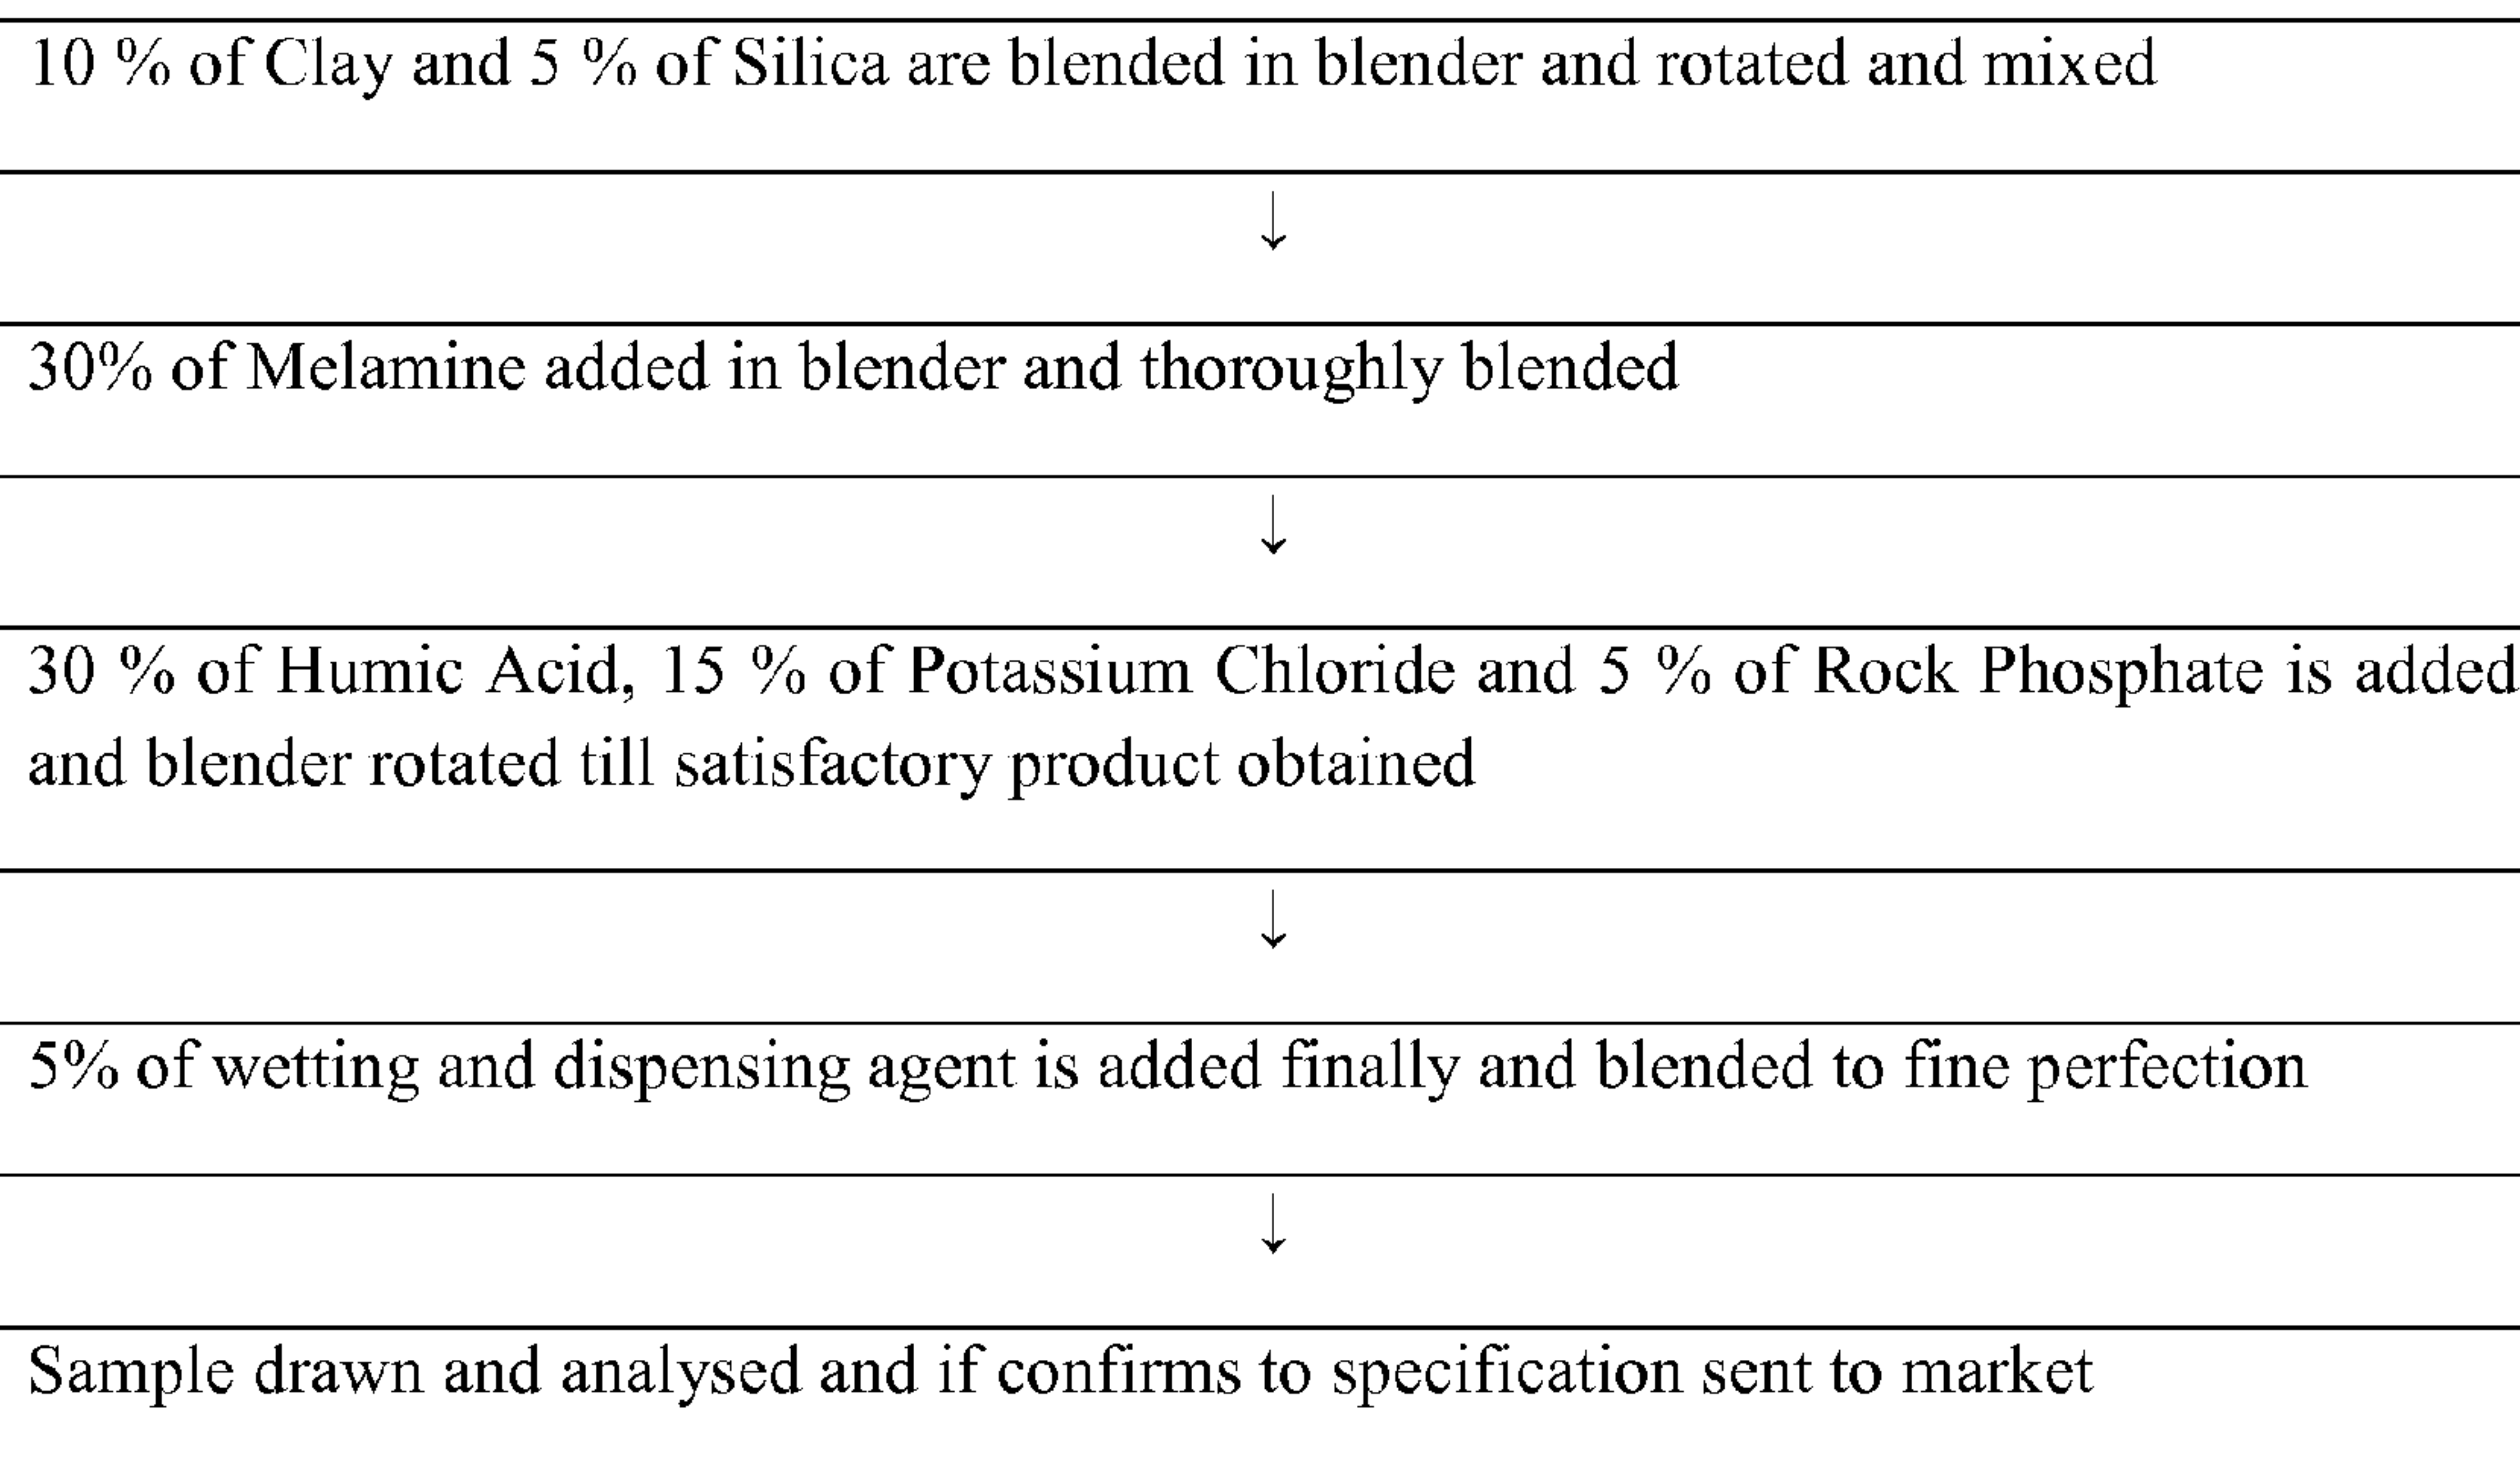 10 % of Clay and 5 % of Silica are blended in blender and rotated and mixed
↓
30% of Melamine added in blender and thoroughly blended
↓
30 % of Humic Acid, 15 % of Potassium Chloride and 5 % of Rock Phosphate is added
and blender rotated till satisfactory product obtained
↓
5% of wetting and dispensing agent is added finally and blended to fine perfection
↓
Sample drawn and analysed and if confirms to specification sent to market